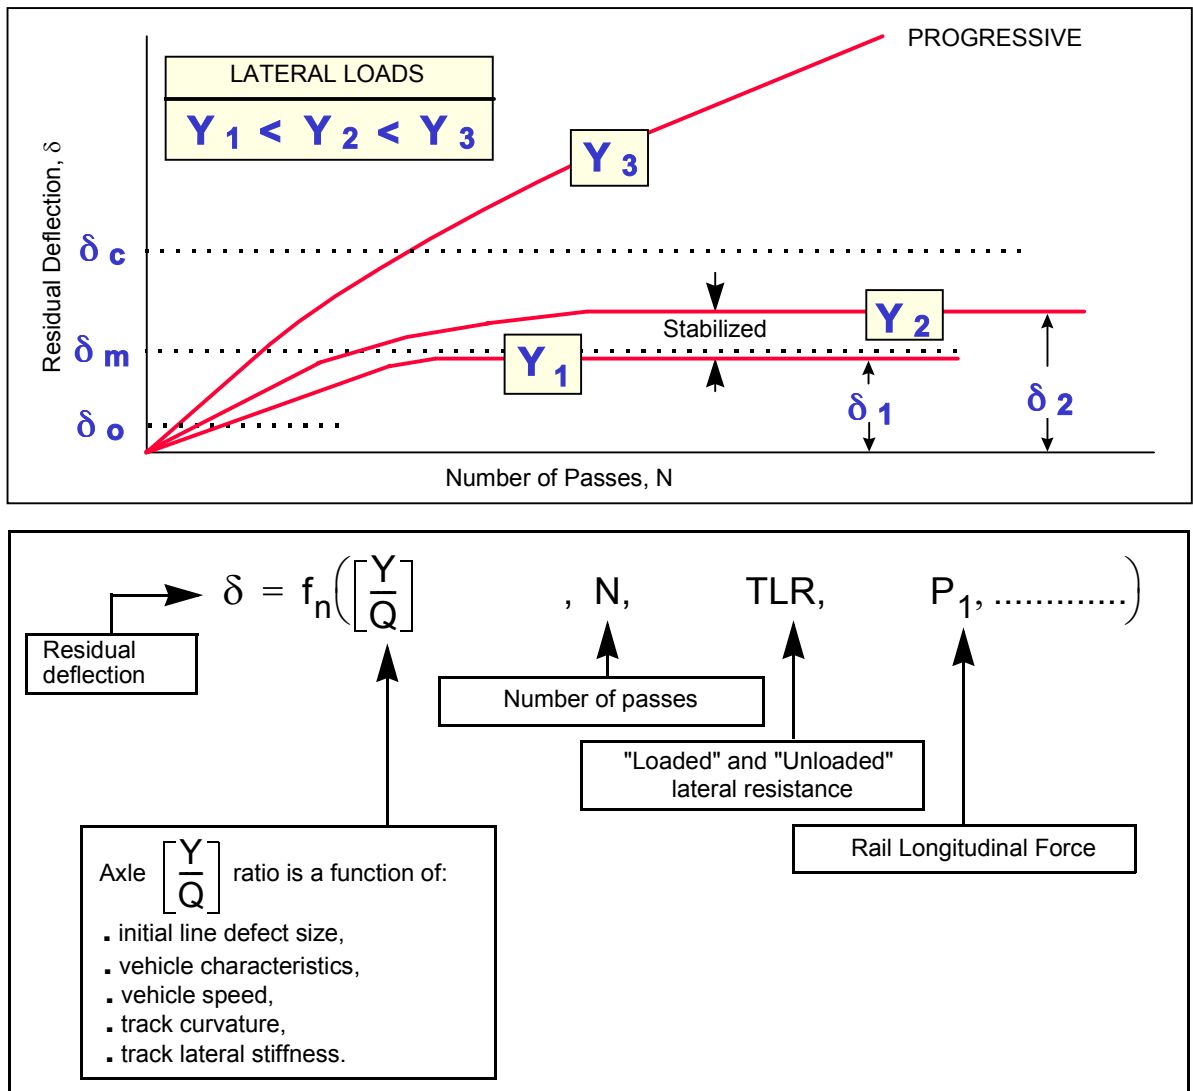 PROGRESSIVE
LATERAL LOADS
Y 1 < Y 2 < Y 3
Y 3
Residual Deflection, δ
δ c
Y 2
Stabilized
δ m
Y 1
δ 1
δ 2
δ o
Number of Passes, N
δ = fn([Y/Q] , N, TLR, P1, .............)
Residual
deflection
Number of passes
"Loaded" and "Unloaded"
lateral resistance
Rail Longitudinal Force
Axle [Y/Q] ratio is a function of:
. initial line defect size,
. vehicle characteristics,
. vehicle speed,
. track curvature,
. track lateral stiffness.